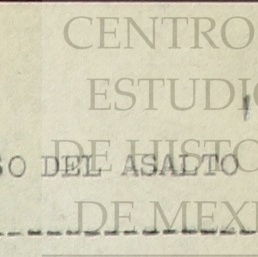 CENTRO
ESTUDI
DE HISTO
O DEL ASALTO
DE MEXI